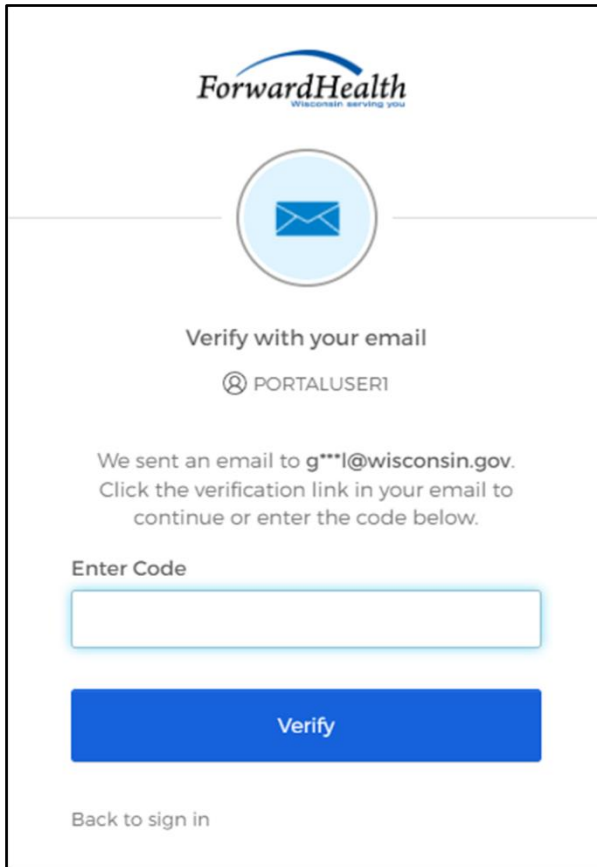 ForwardHealth
Wisconsin serving you
Verify with your email
PORTALUSER1
We sent an email to g***l@wisconsin.gov.
Click the verification link in your email to
continue or enter the code below.
Enter Code
Verify
Back to sign in